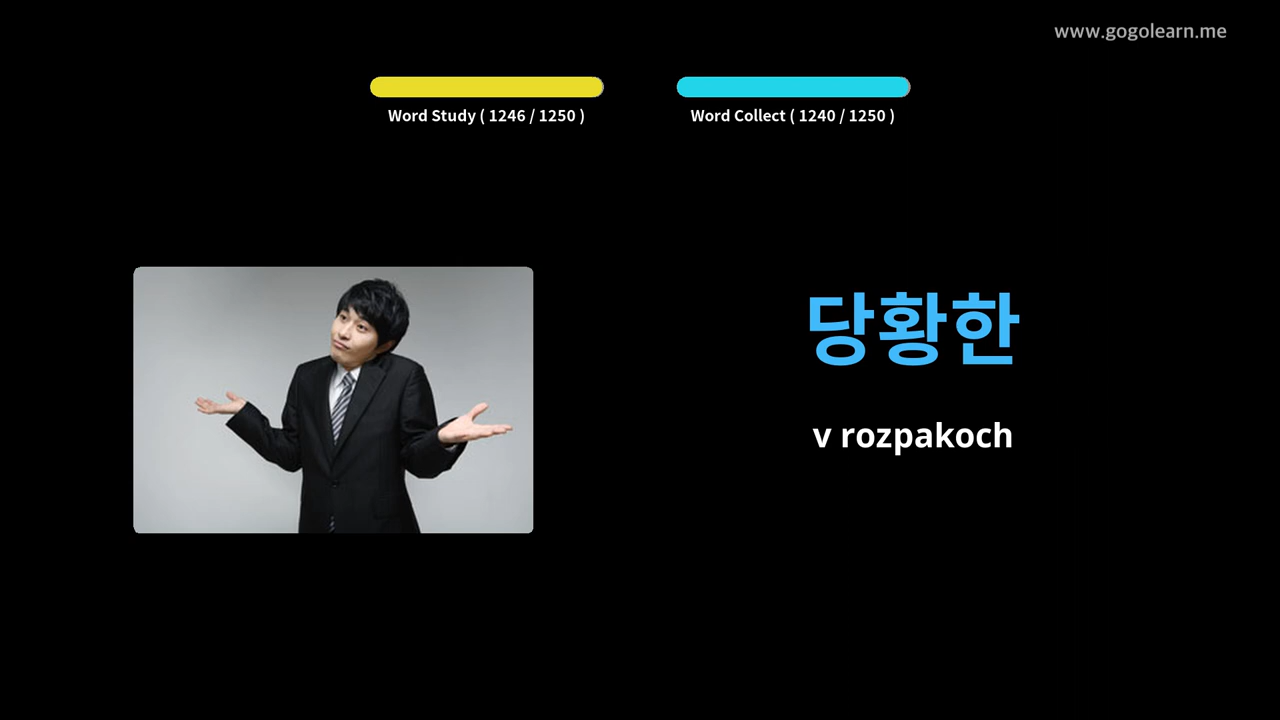 www.gogolearn.me
Word Study ( 1246 / 1250 )
Word Collect ( 1240 / 1250 )
당황한
v rozpakoch